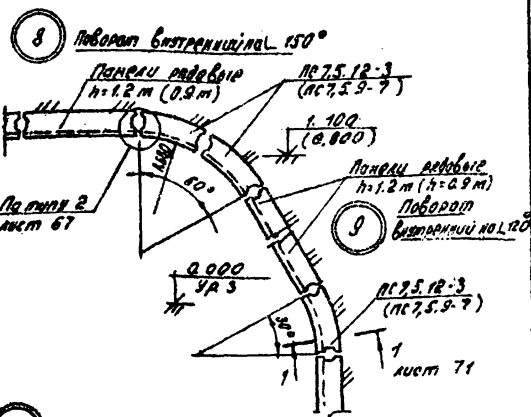 8 Поворот внутренний на L 150°
Панели рядовые
h=1.2 m (0.9 m)
ПС 7,5.12-3
(ПС 7,5.9-7)
1.100
(0.800)
60°
Панели рядовые
h=1.2 m (h=0.9 m)
По типу 2
лист 67
9 Поворот
внутренний на L 120°
0.000
Ур з
ПС 7,5.12-3
(ПС 7,5.9-7)
30°
1
1
лист 71